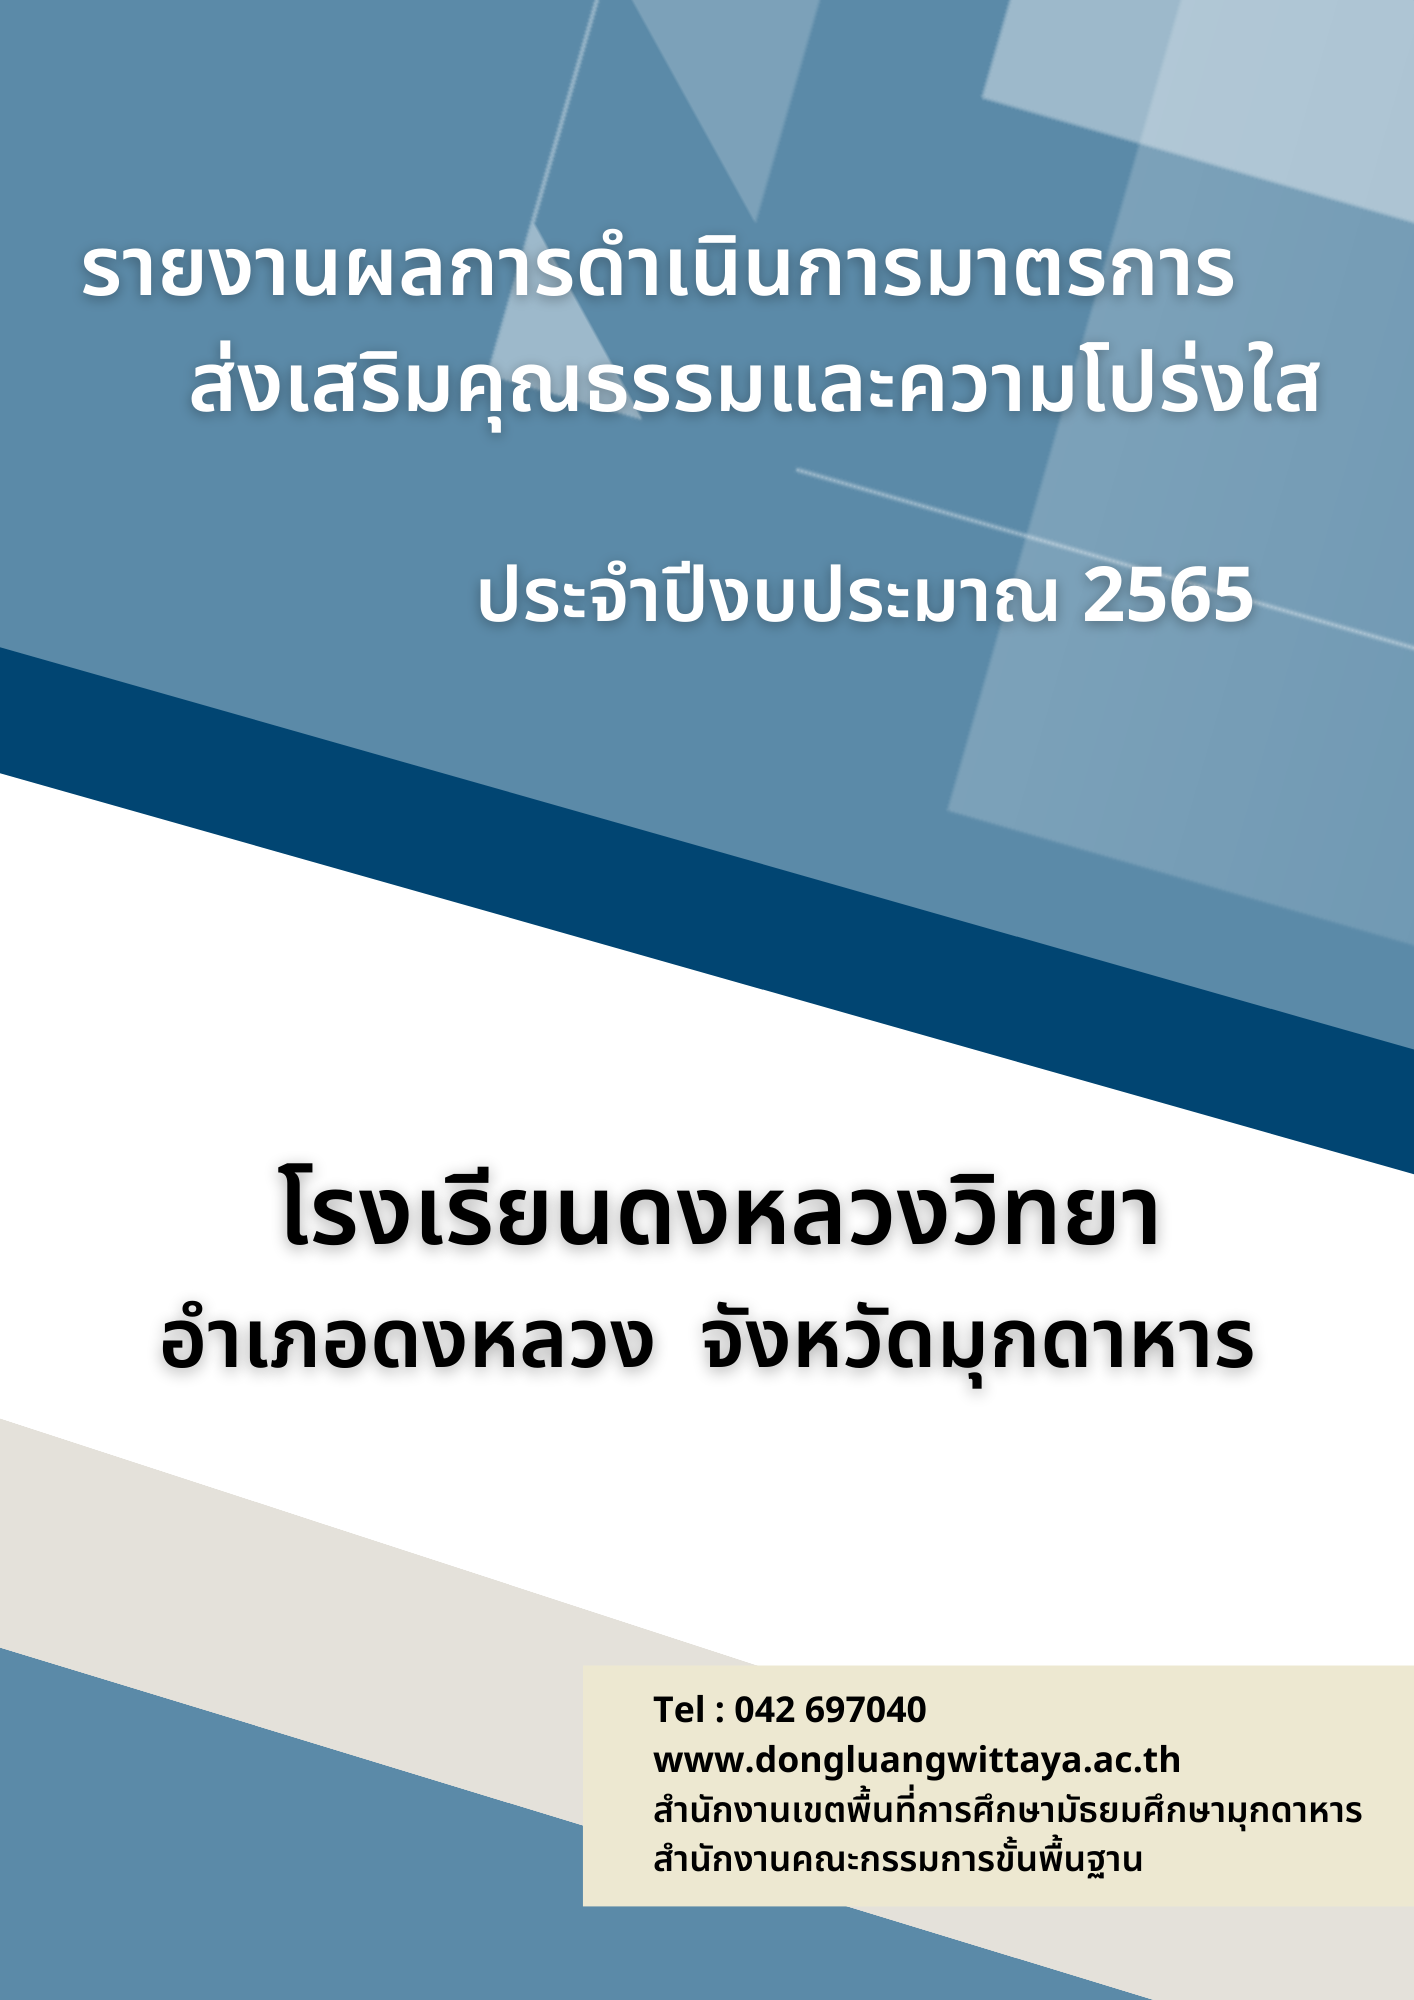 รายงานผลการดำเนินการมาตรการ
ส่งเสริมคุณธรรมและความโปร่งใส
ประจำปีงบประมาณ 2565
โรงเรียนดงหลวงวิทยา
อำเภอดงหลวง จังหวัดมุกดาหาร
Tel : 042 697040
www.dongluangwittaya.ac.th
สำนักงานเขตพื้นที่การศึกษามัธยมศึกษามุกดาหาร
สำนักงานคณะกรรมการขั้นพื้นฐาน